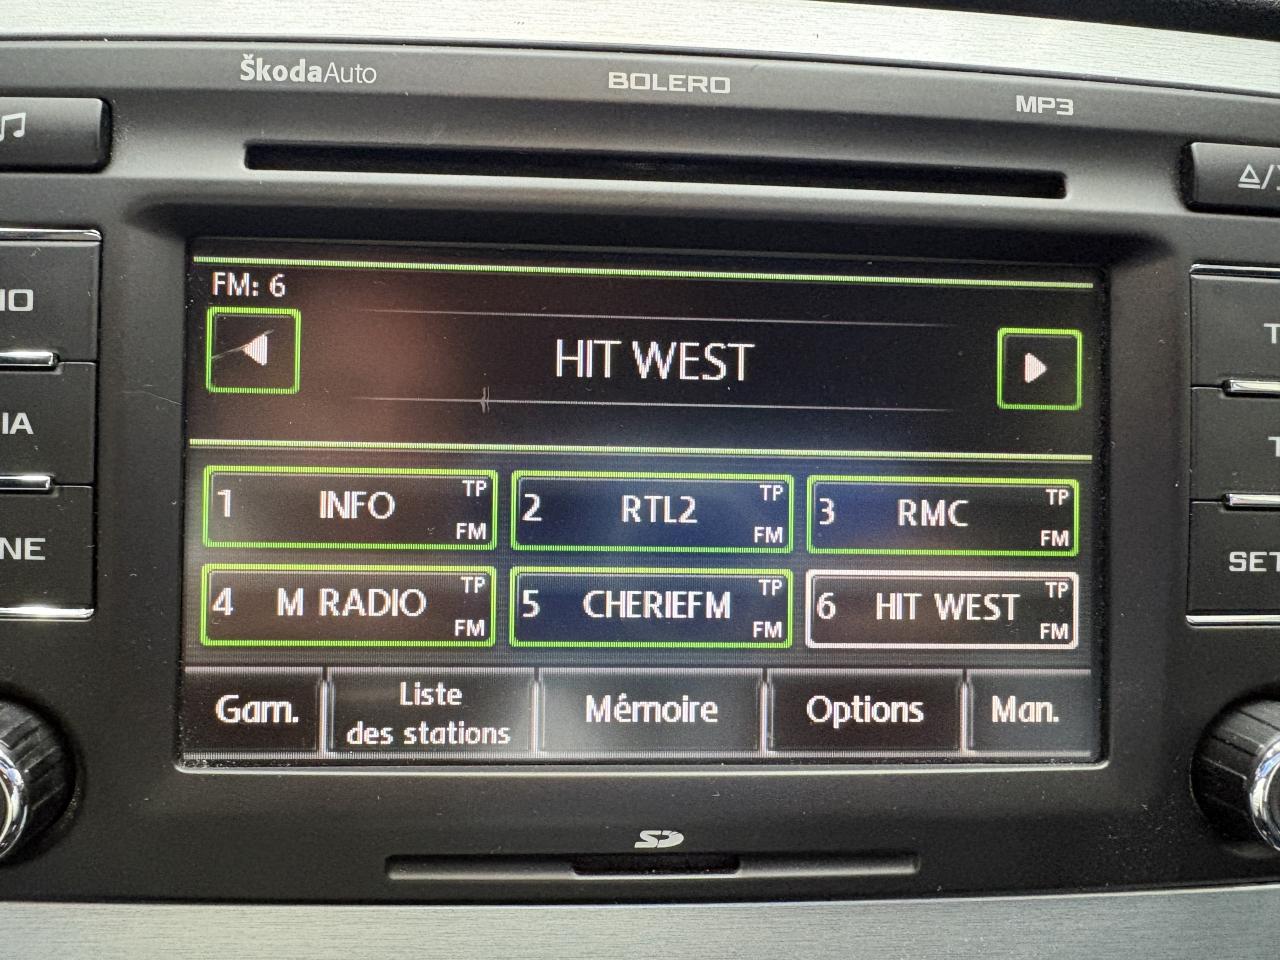 ŠkodaAuto
BOLERO
MP3
FM: 6
HIT WEST
1 INFO TP FM
2 RTL2 TP FM
3 RMC TP FM
4 M RADIO TP FM
5 CHERIEFM TP FM
6 HIT WEST TP FM
Gam.
Liste
des stations
Mémoire
Options
Man.
SD